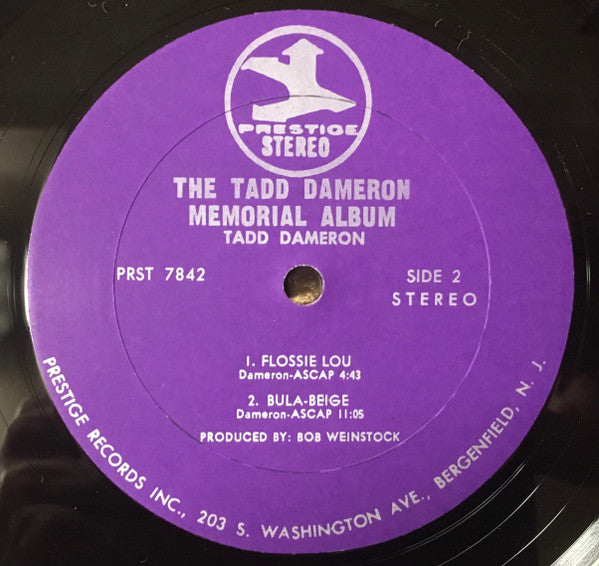 PRESTIGE
STEREO
THE TADD DAMERON
MEMORIAL ALBUM
TADD DAMERON
PRST 7842
SIDE 2
STEREO
1. FLOSSIE LOU
Dameron-ASCAP 4:43
2. BULA-BEIGE
Dameron-ASCAP 11:05
PRODUCED BY: BOB WEINSTOCK
PRESTIGE RECORDS INC., 203 S. WASHINGTON AVE., BERGENFIELD, N. J.